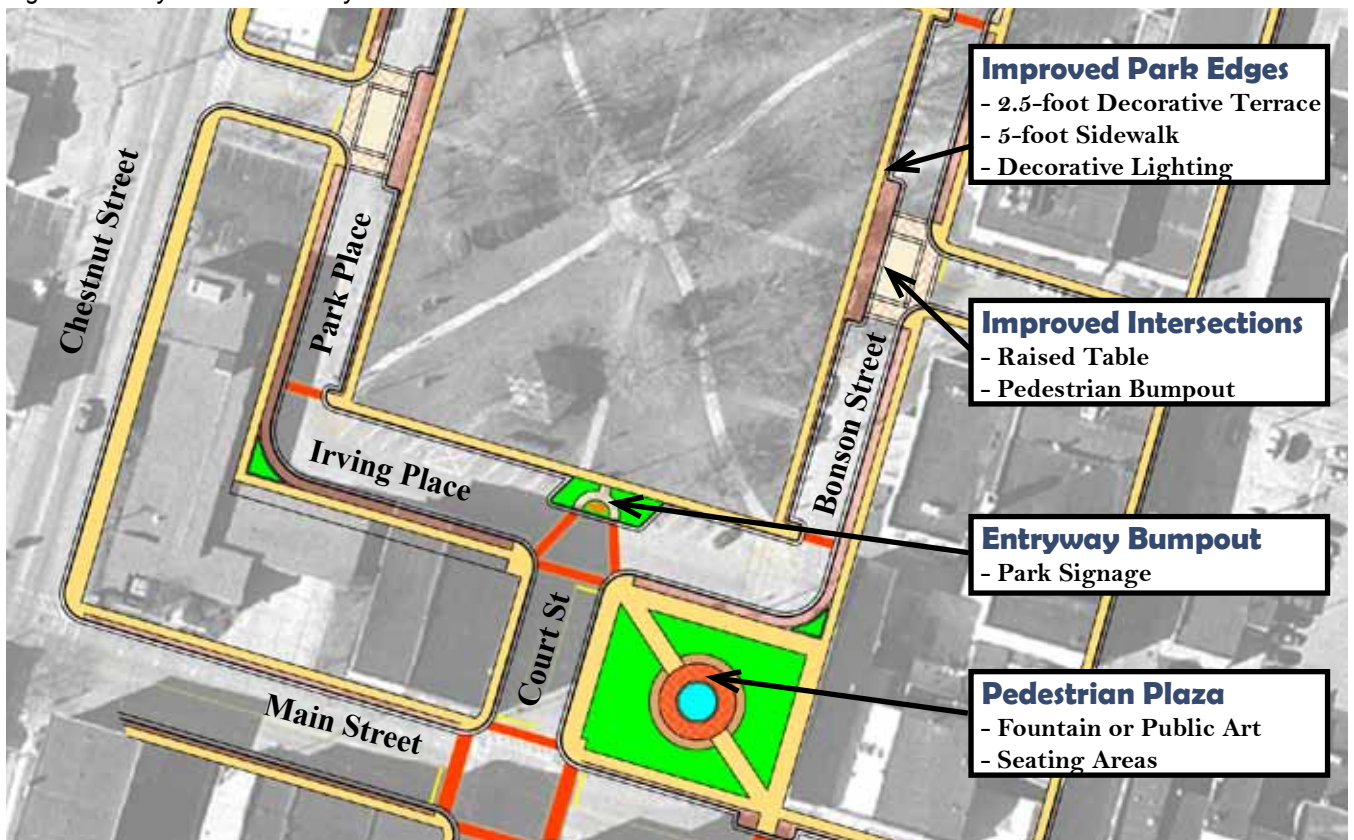 Improved Park Edges
- 2.5-foot Decorative Terrace
- 5-foot Sidewalk
- Decorative Lighting
Chestnut Street
Park Place
Improved Intersections
- Raised Table
- Pedestrian Bumpout
Bonson Street
Irving Place
Entryway Bumpout
- Park Signage
Court St
Pedestrian Plaza
- Fountain or Public Art
- Seating Areas
Main Street